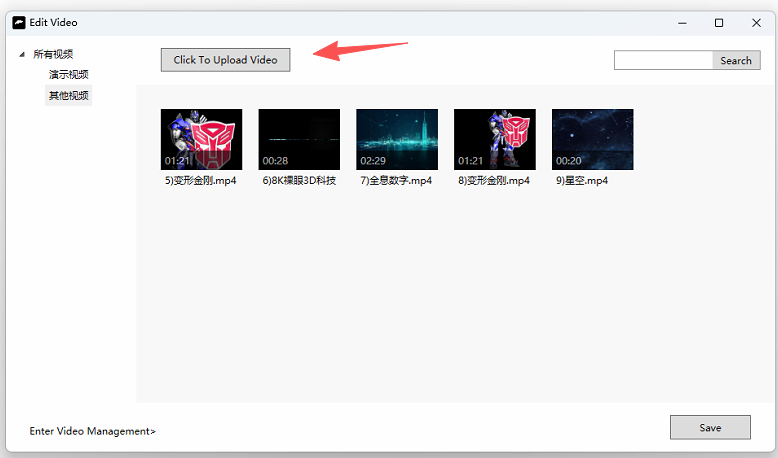 Edit Video
所有视频
演示视频
其他视频
Click To Upload Video
Search
01:21
00:28
02:29
01:21
00:20
5)变形金刚.mp4
6)8K裸眼3D科技
7)全息数字.mp4
8)变形金刚.mp4
9)星空.mp4
Enter Video Management>
Save